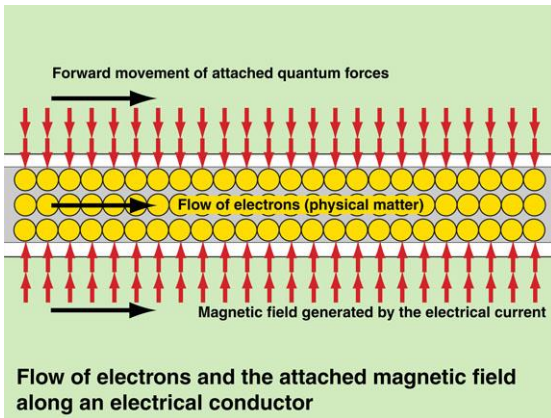 Forward movement of attached quantum forces
Flow of electrons (physical matter)
Magnetic field generated by the electrical current
Flow of electrons and the attached magnetic field
along an electrical conductor